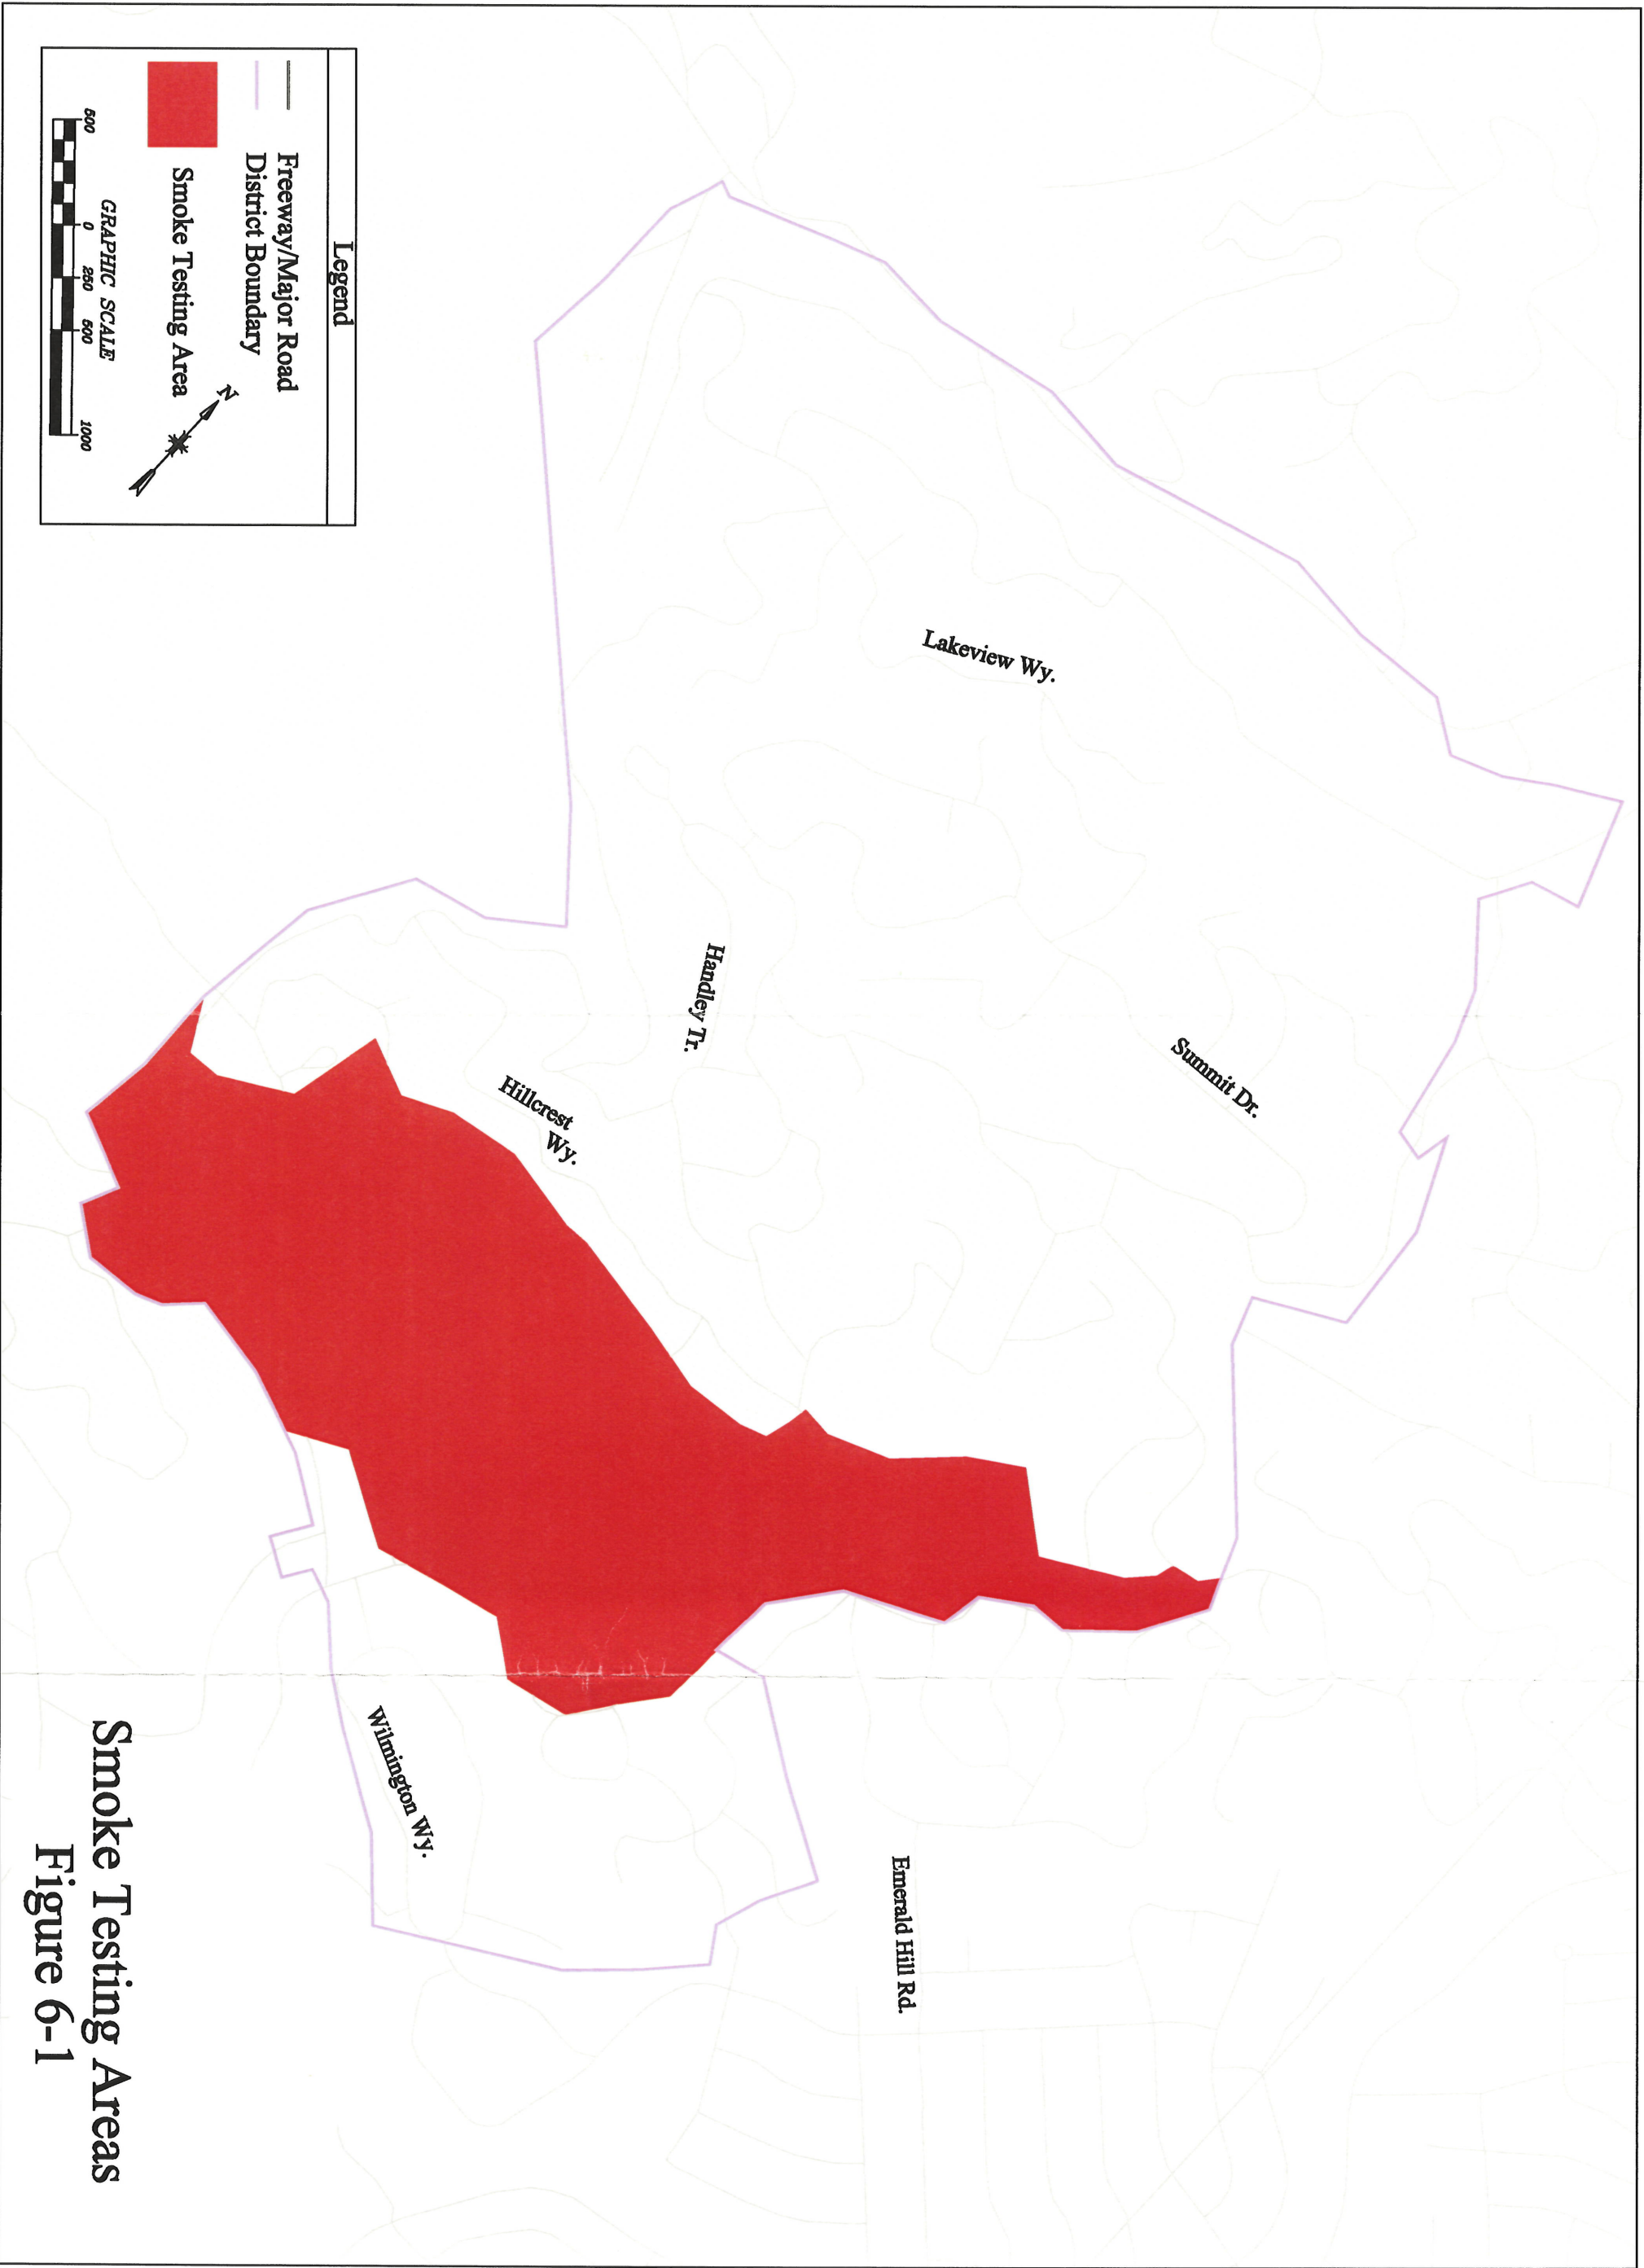 Legend
Freeway/Major Road
District Boundary
Smoke Testing Area
N
GRAPHIC SCALE
500 0 250 500 1000
Lakeview Wy.
Summit Dr.
Handley Tr.
Hillcrest
Wy.
Emerald Hill Rd.
Wilmington Wy.
Smoke Testing Areas
Figure 6-1